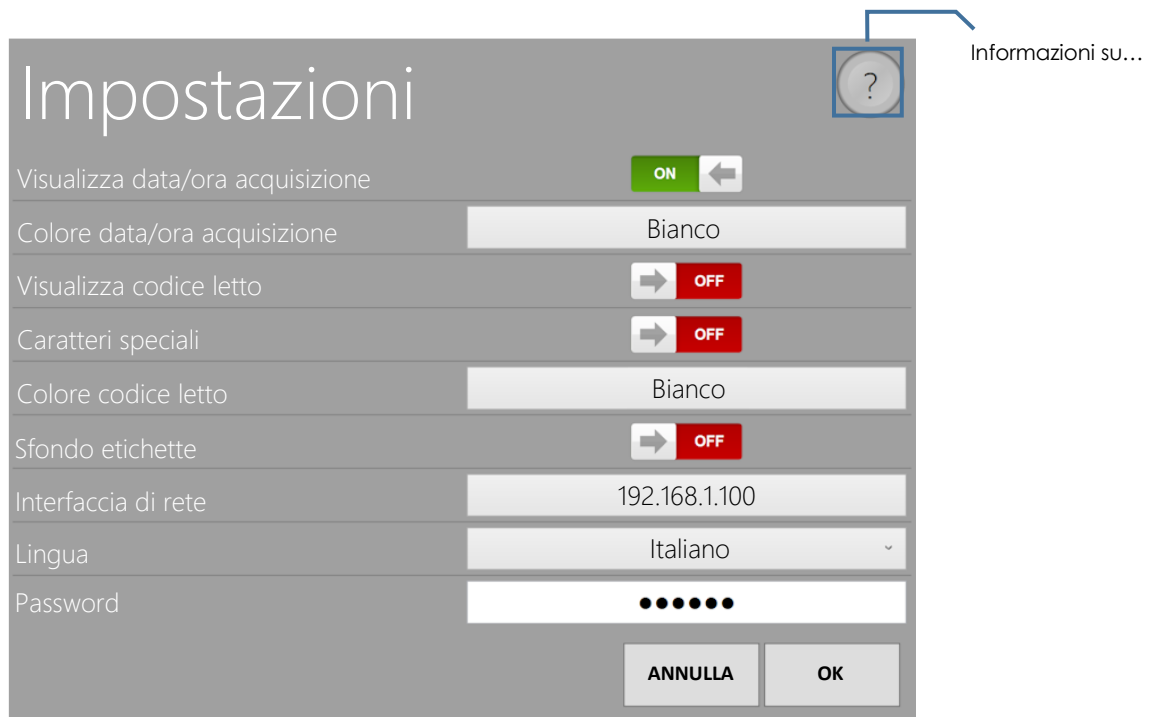 Informazioni su...
Impostazioni
?
Visualizza data/ora acquisizione ON
Colore data/ora acquisizione Bianco
Visualizza codice letto OFF
Caratteri speciali OFF
Colore codice letto Bianco
Sfondo etichette OFF
Interfaccia di rete 192.168.1.100
Lingua Italiano
Password ●●●●●●
ANNULLA OK